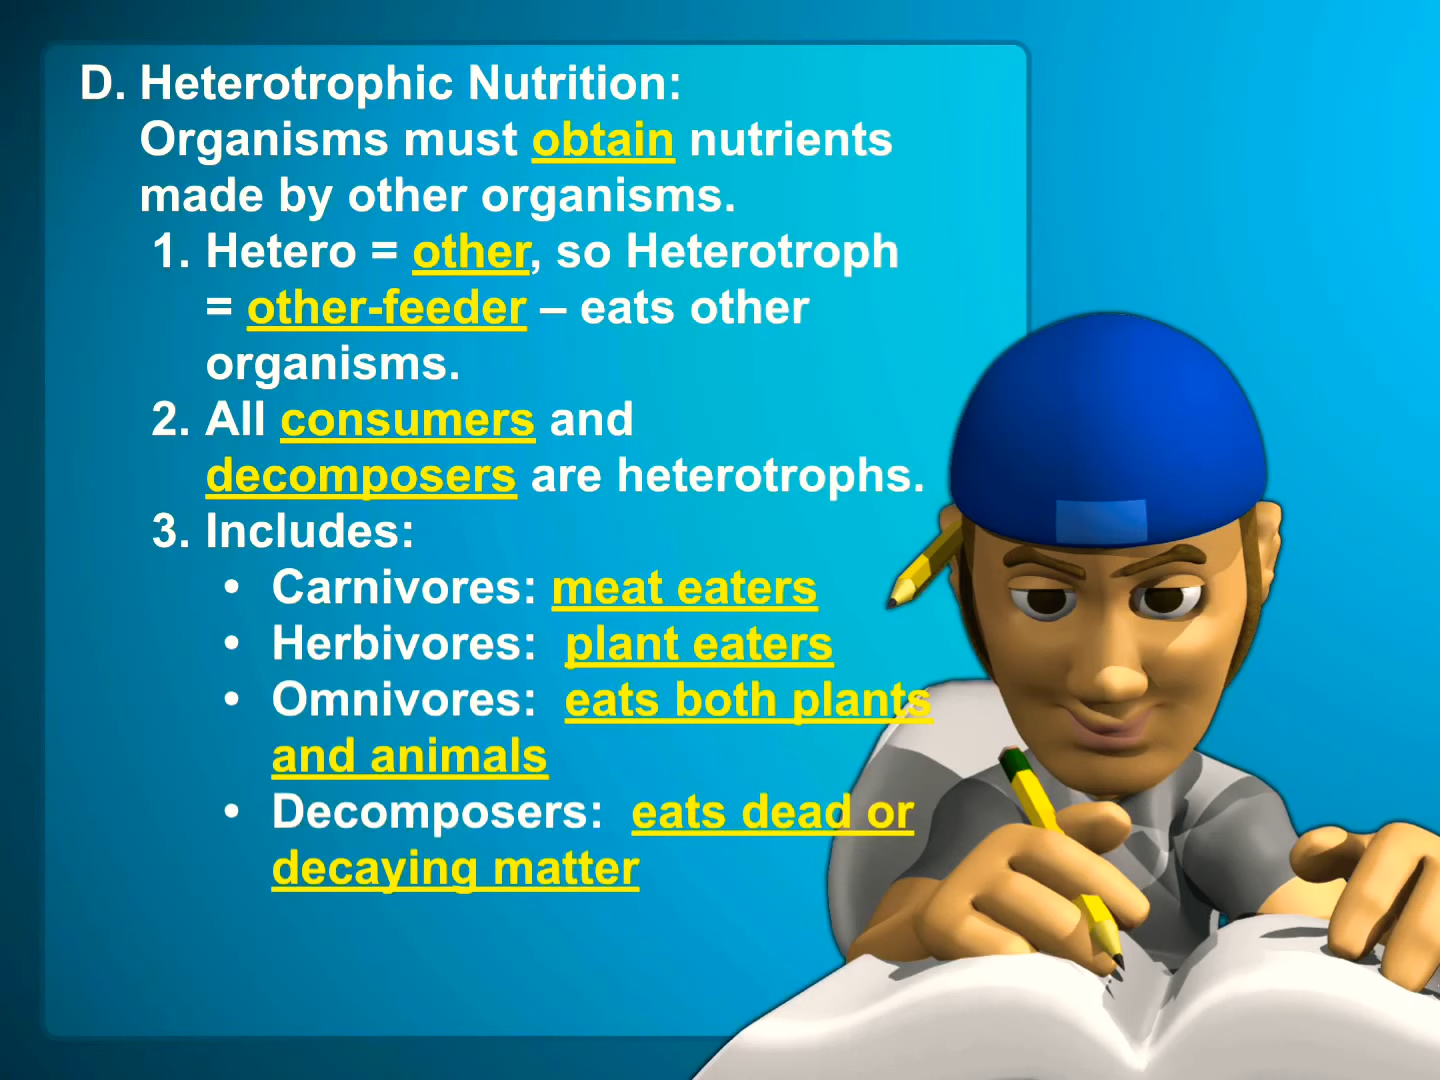 D. Heterotrophic Nutrition:
Organisms must obtain nutrients
made by other organisms.
1. Hetero = other, so Heterotroph
= other-feeder – eats other
organisms.
2. All consumers and
decomposers are heterotrophs.
3. Includes:
• Carnivores: meat eaters
• Herbivores: plant eaters
• Omnivores: eats both plants
and animals
• Decomposers: eats dead or
decaying matter